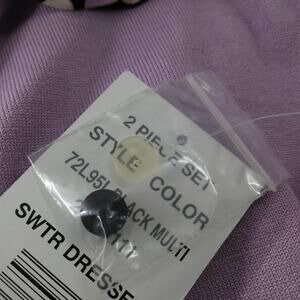 2 PIECE SET
STYLE COLOR
72L95L BLACK MULTI
SWTR DRESSE